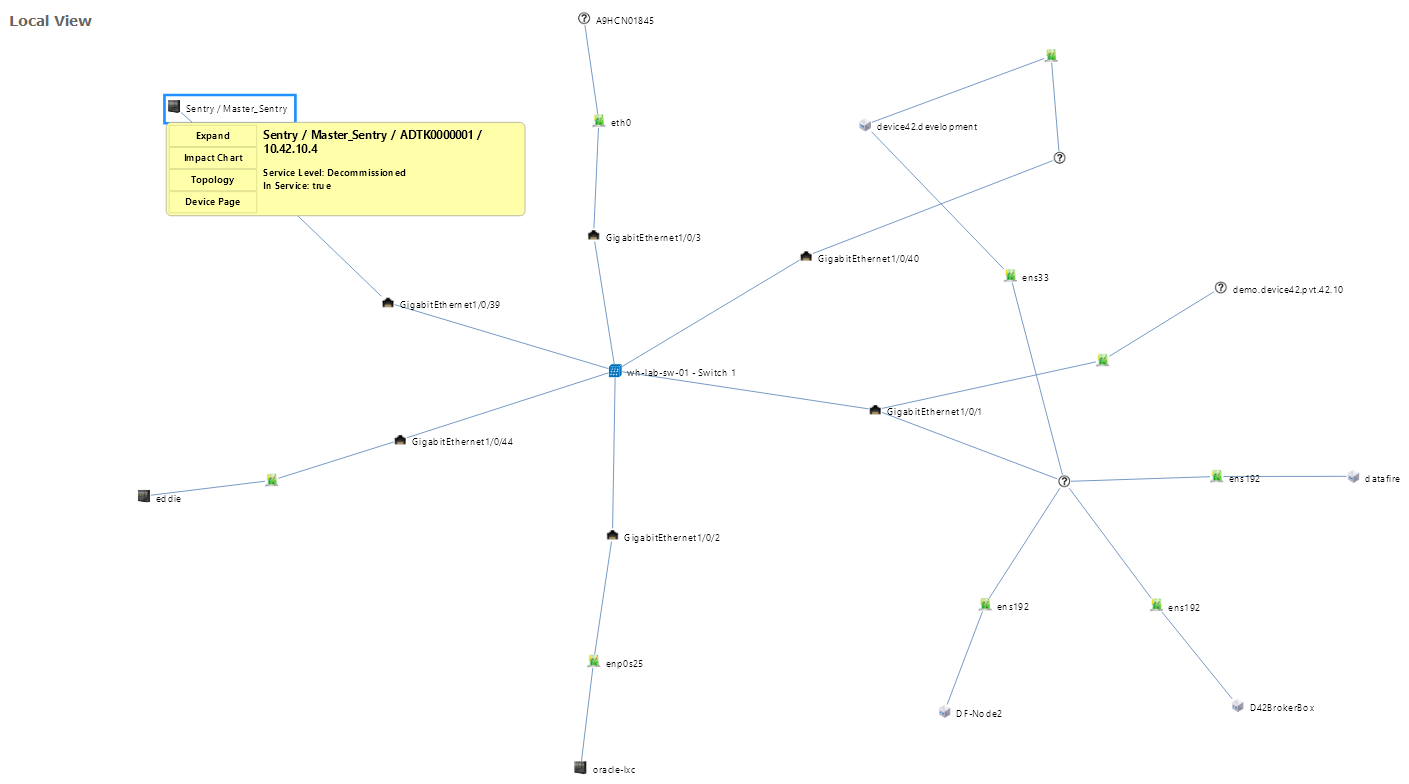 Local View
A9HCN01845
Sentry / Master_Sentry
eth0
device42.development
Expand
Impact Chart
Topology
Device Page
Sentry / Master_Sentry / ADTK0000001 /
10.42.10.4
Service Level: Decommissioned
In Service: true
GigabitEthernet1/0/3
GigabitEthernet1/0/40
ens33
demo.device42.pvt.42.10
GigabitEthernet1/0/39
wh-lab-sw-01 - Switch 1
GigabitEthernet1/0/1
GigabitEthernet1/0/44
ens192
datafire
eddie
GigabitEthernet1/0/2
ens192
ens192
enp0s25
DF-Node2
D42BrokerBox
oracle-lxc